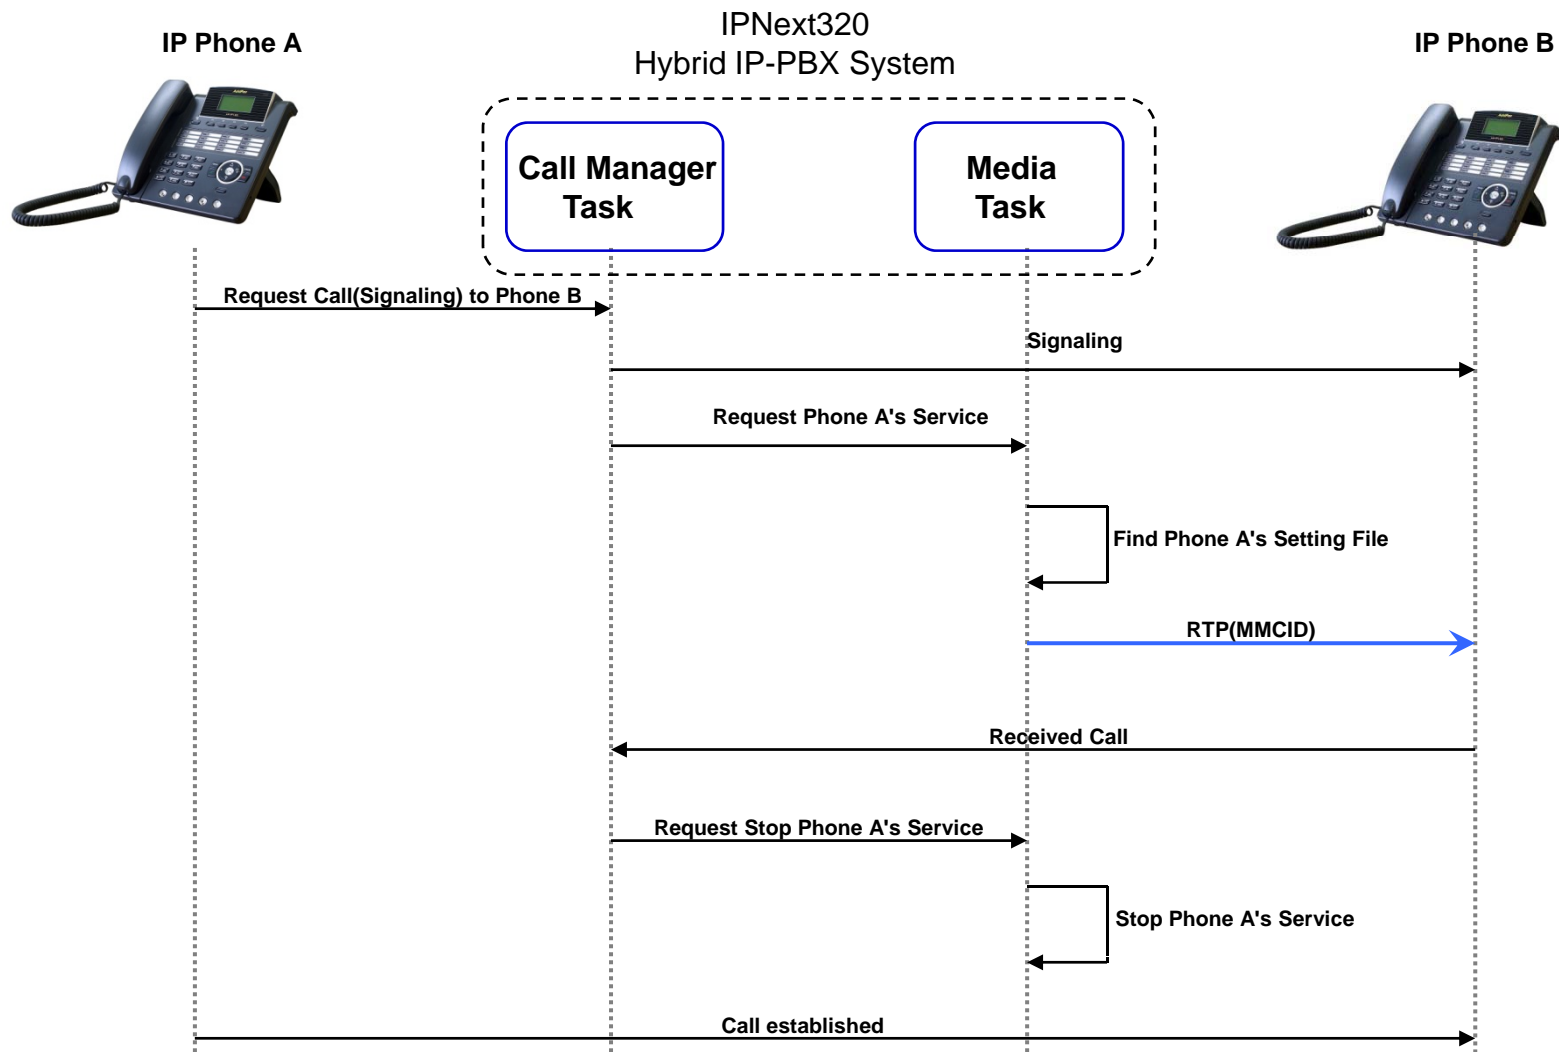 IPNext320
Hybrid IP-PBX System
IP Phone A
IP Phone B
Call Manager
Task
Media
Task
Request Call(Signaling) to Phone B
Signaling
Request Phone A's Service
Find Phone A's Setting File
RTP(MMCID)
Received Call
Request Stop Phone A's Service
Stop Phone A's Service
Call established